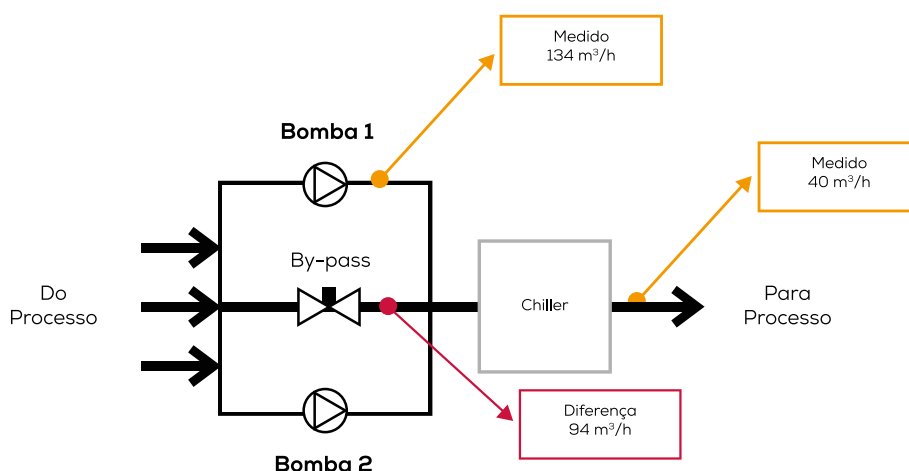 Medido
134 m³/h
Bomba 1
Medido
40 m³/h
By-pass
Do
Processo
Chiller
Para
Processo
Diferença
94 m³/h
Bomba 2